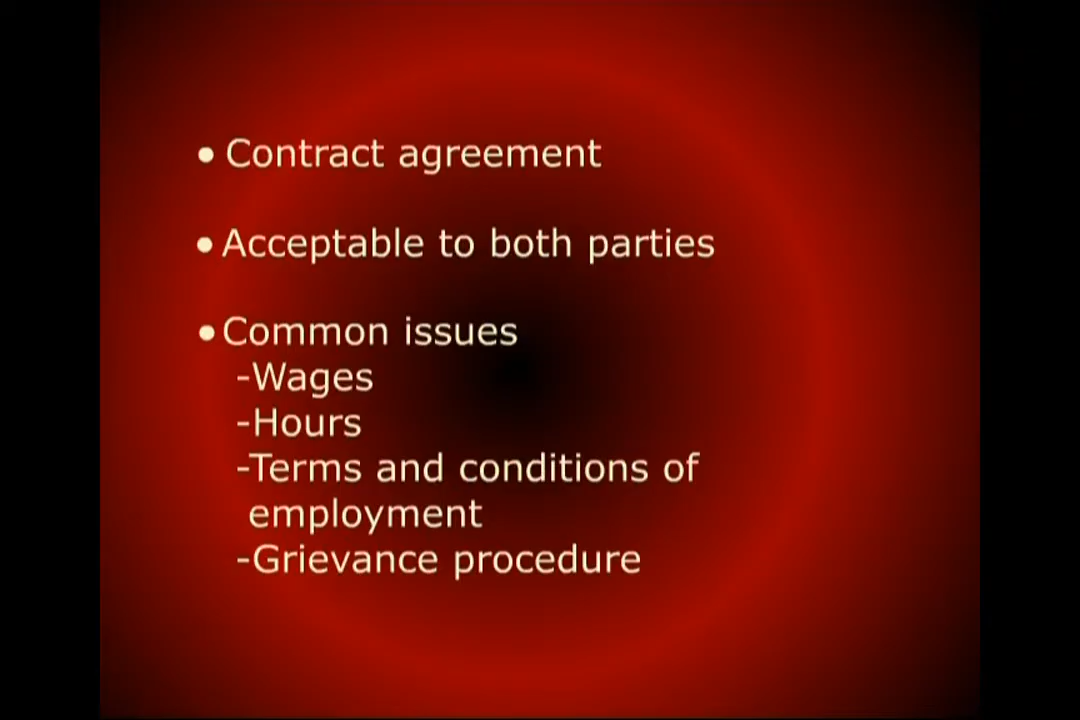 • Contract agreement
• Acceptable to both parties
• Common issues
-Wages
-Hours
-Terms and conditions of
employment
-Grievance procedure